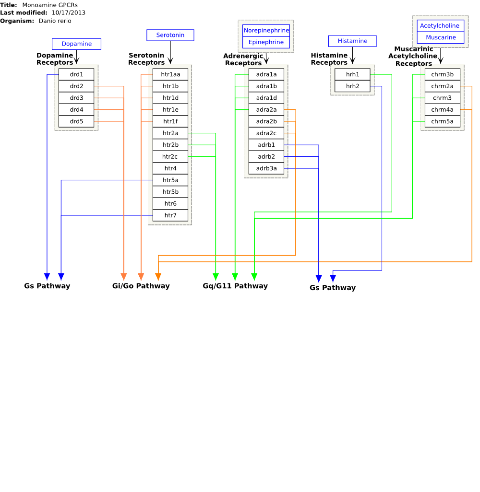 Title: Monoamine GPCRs
Last modified: 10/17/2013
Organism: Danio rerio
Dopamine
Serotonin
Norepinephrine
Epinephrine
Histamine
Acetylcholine
Muscarine
Dopamine
Receptors
Serotonin
Receptors
Adrenergic
Receptors
Histamine
Receptors
Muscarinic
Acetylcholine
Receptors
drd1
drd2
drd3
drd4
drd5
htr1aa
htr1b
htr1d
htr1e
htr1f
htr2a
htr2b
htr2c
htr4
htr5a
htr5b
htr6
htr7
adra1a
adra1b
adra1d
adra2a
adra2b
adra2c
adrb1
adrb2
adrb3a
hrh1
hrh2
chrm3b
chrm2a
chrm3
chrm4a
chrm5a
Gs Pathway
Gi/Go Pathway
Gq/G11 Pathway
Gs Pathway